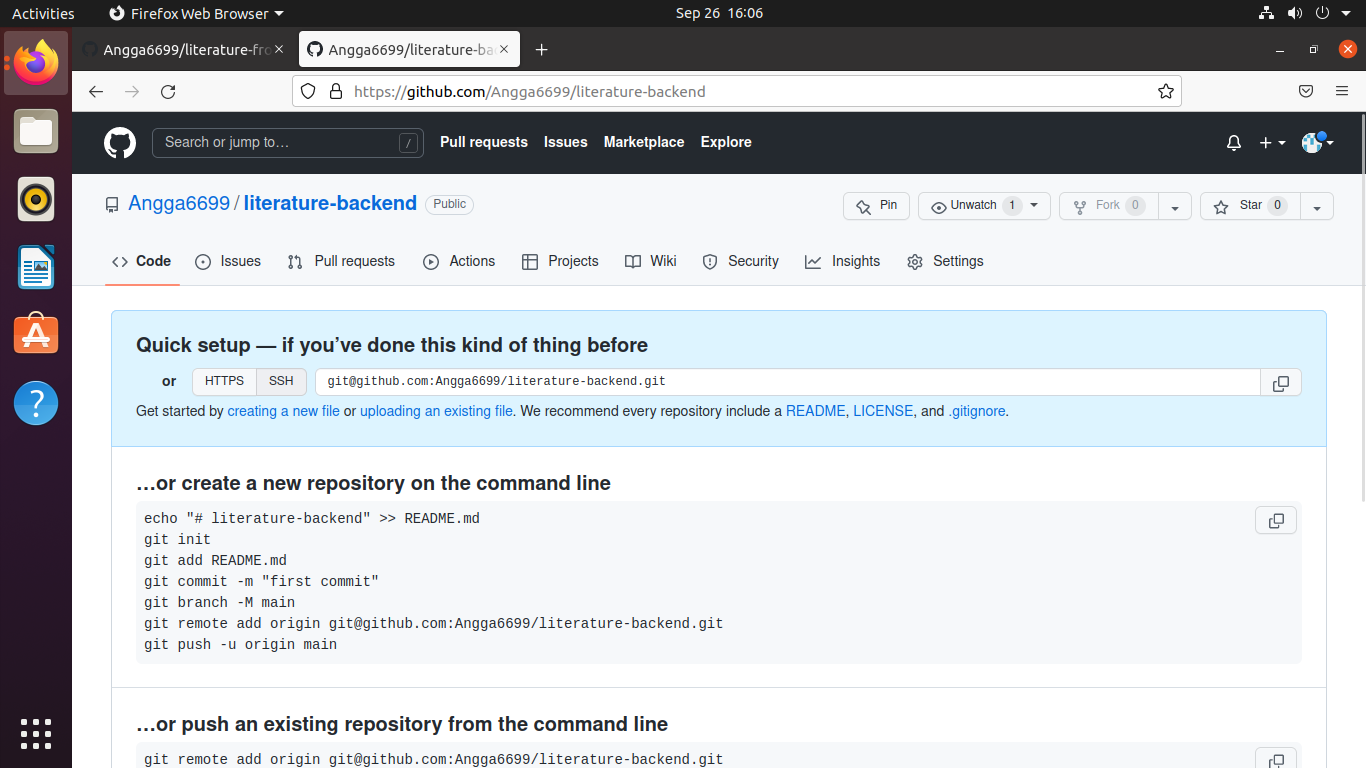 Activities
Firefox Web Browser
Sep 26 16:06
Angga6699/literature-fro
Angga6699/literature-ba
https://github.com/Angga6699/literature-backend
Search or jump to…
/
Pull requests
Issues
Marketplace
Explore
Angga6699 / literature-backend
Public
Pin
Unwatch 1
Fork 0
Star 0
Code
Issues
Pull requests
Actions
Projects
Wiki
Security
Insights
Settings
Quick setup — if you’ve done this kind of thing before
or
HTTPS
SSH
git@github.com:Angga6699/literature-backend.git
Get started by creating a new file or uploading an existing file. We recommend every repository include a README, LICENSE, and .gitignore.
…or create a new repository on the command line
echo "# literature-backend" >> README.md
git init
git add README.md
git commit -m "first commit"
git branch -M main
git remote add origin git@github.com:Angga6699/literature-backend.git
git push -u origin main
…or push an existing repository from the command line
git remote add origin git@github.com:Angga6699/literature-backend.git